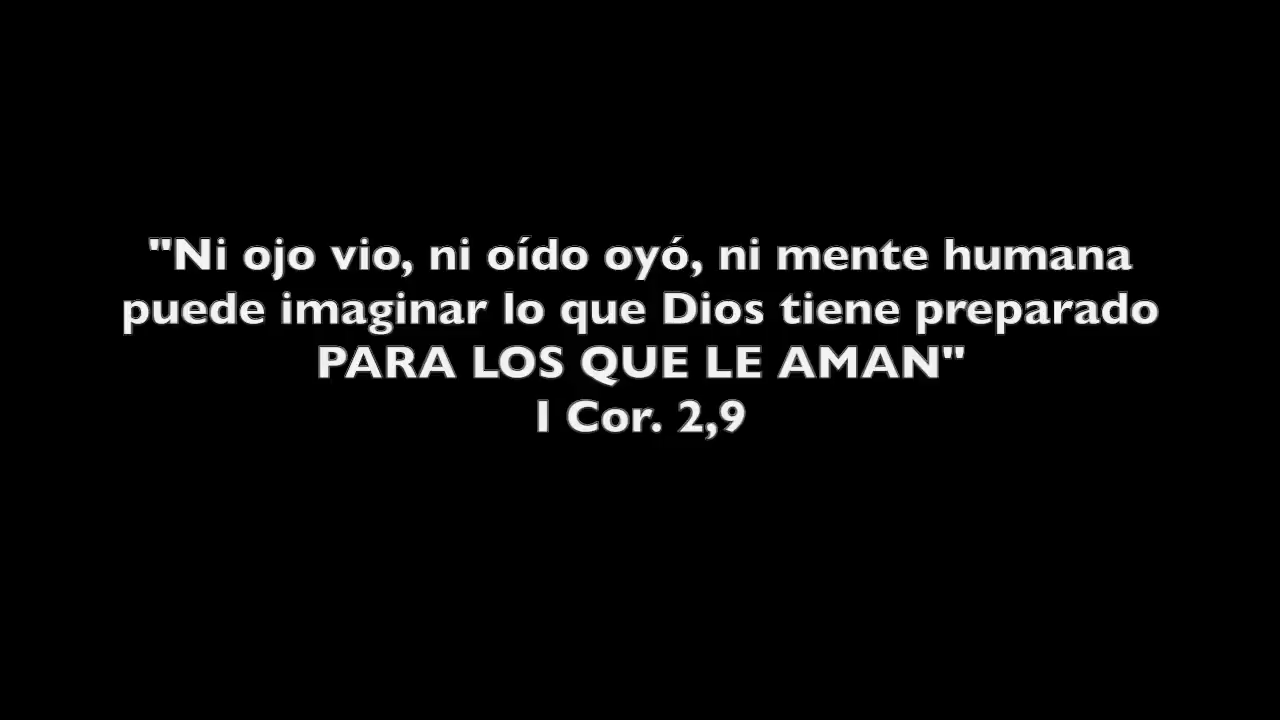 "Ni ojo vio, ni oído oyó, ni mente humana
puede imaginar lo que Dios tiene preparado
PARA LOS QUE LE AMAN"
1 Cor. 2,9